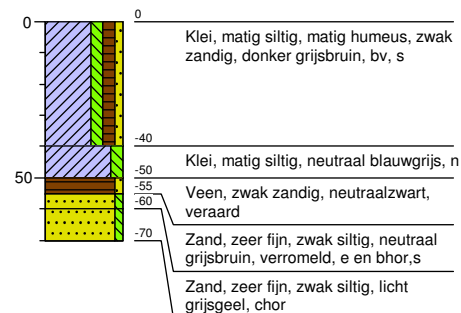 0
0
Klei, matig siltig, matig humeus, zwak
zandig, donker grijsbruin, bv, s
-40
Klei, matig siltig, neutraal blauwgrijs, n
50
-50
-55
Veen, zwak zandig, neutraalzwart,
veraard
-60
Zand, zeer fijn, zwak siltig, neutraal
grijsbruin, verromeld, e en bhor,s
-70
Zand, zeer fijn, zwak siltig, licht
grijsgeel, chor